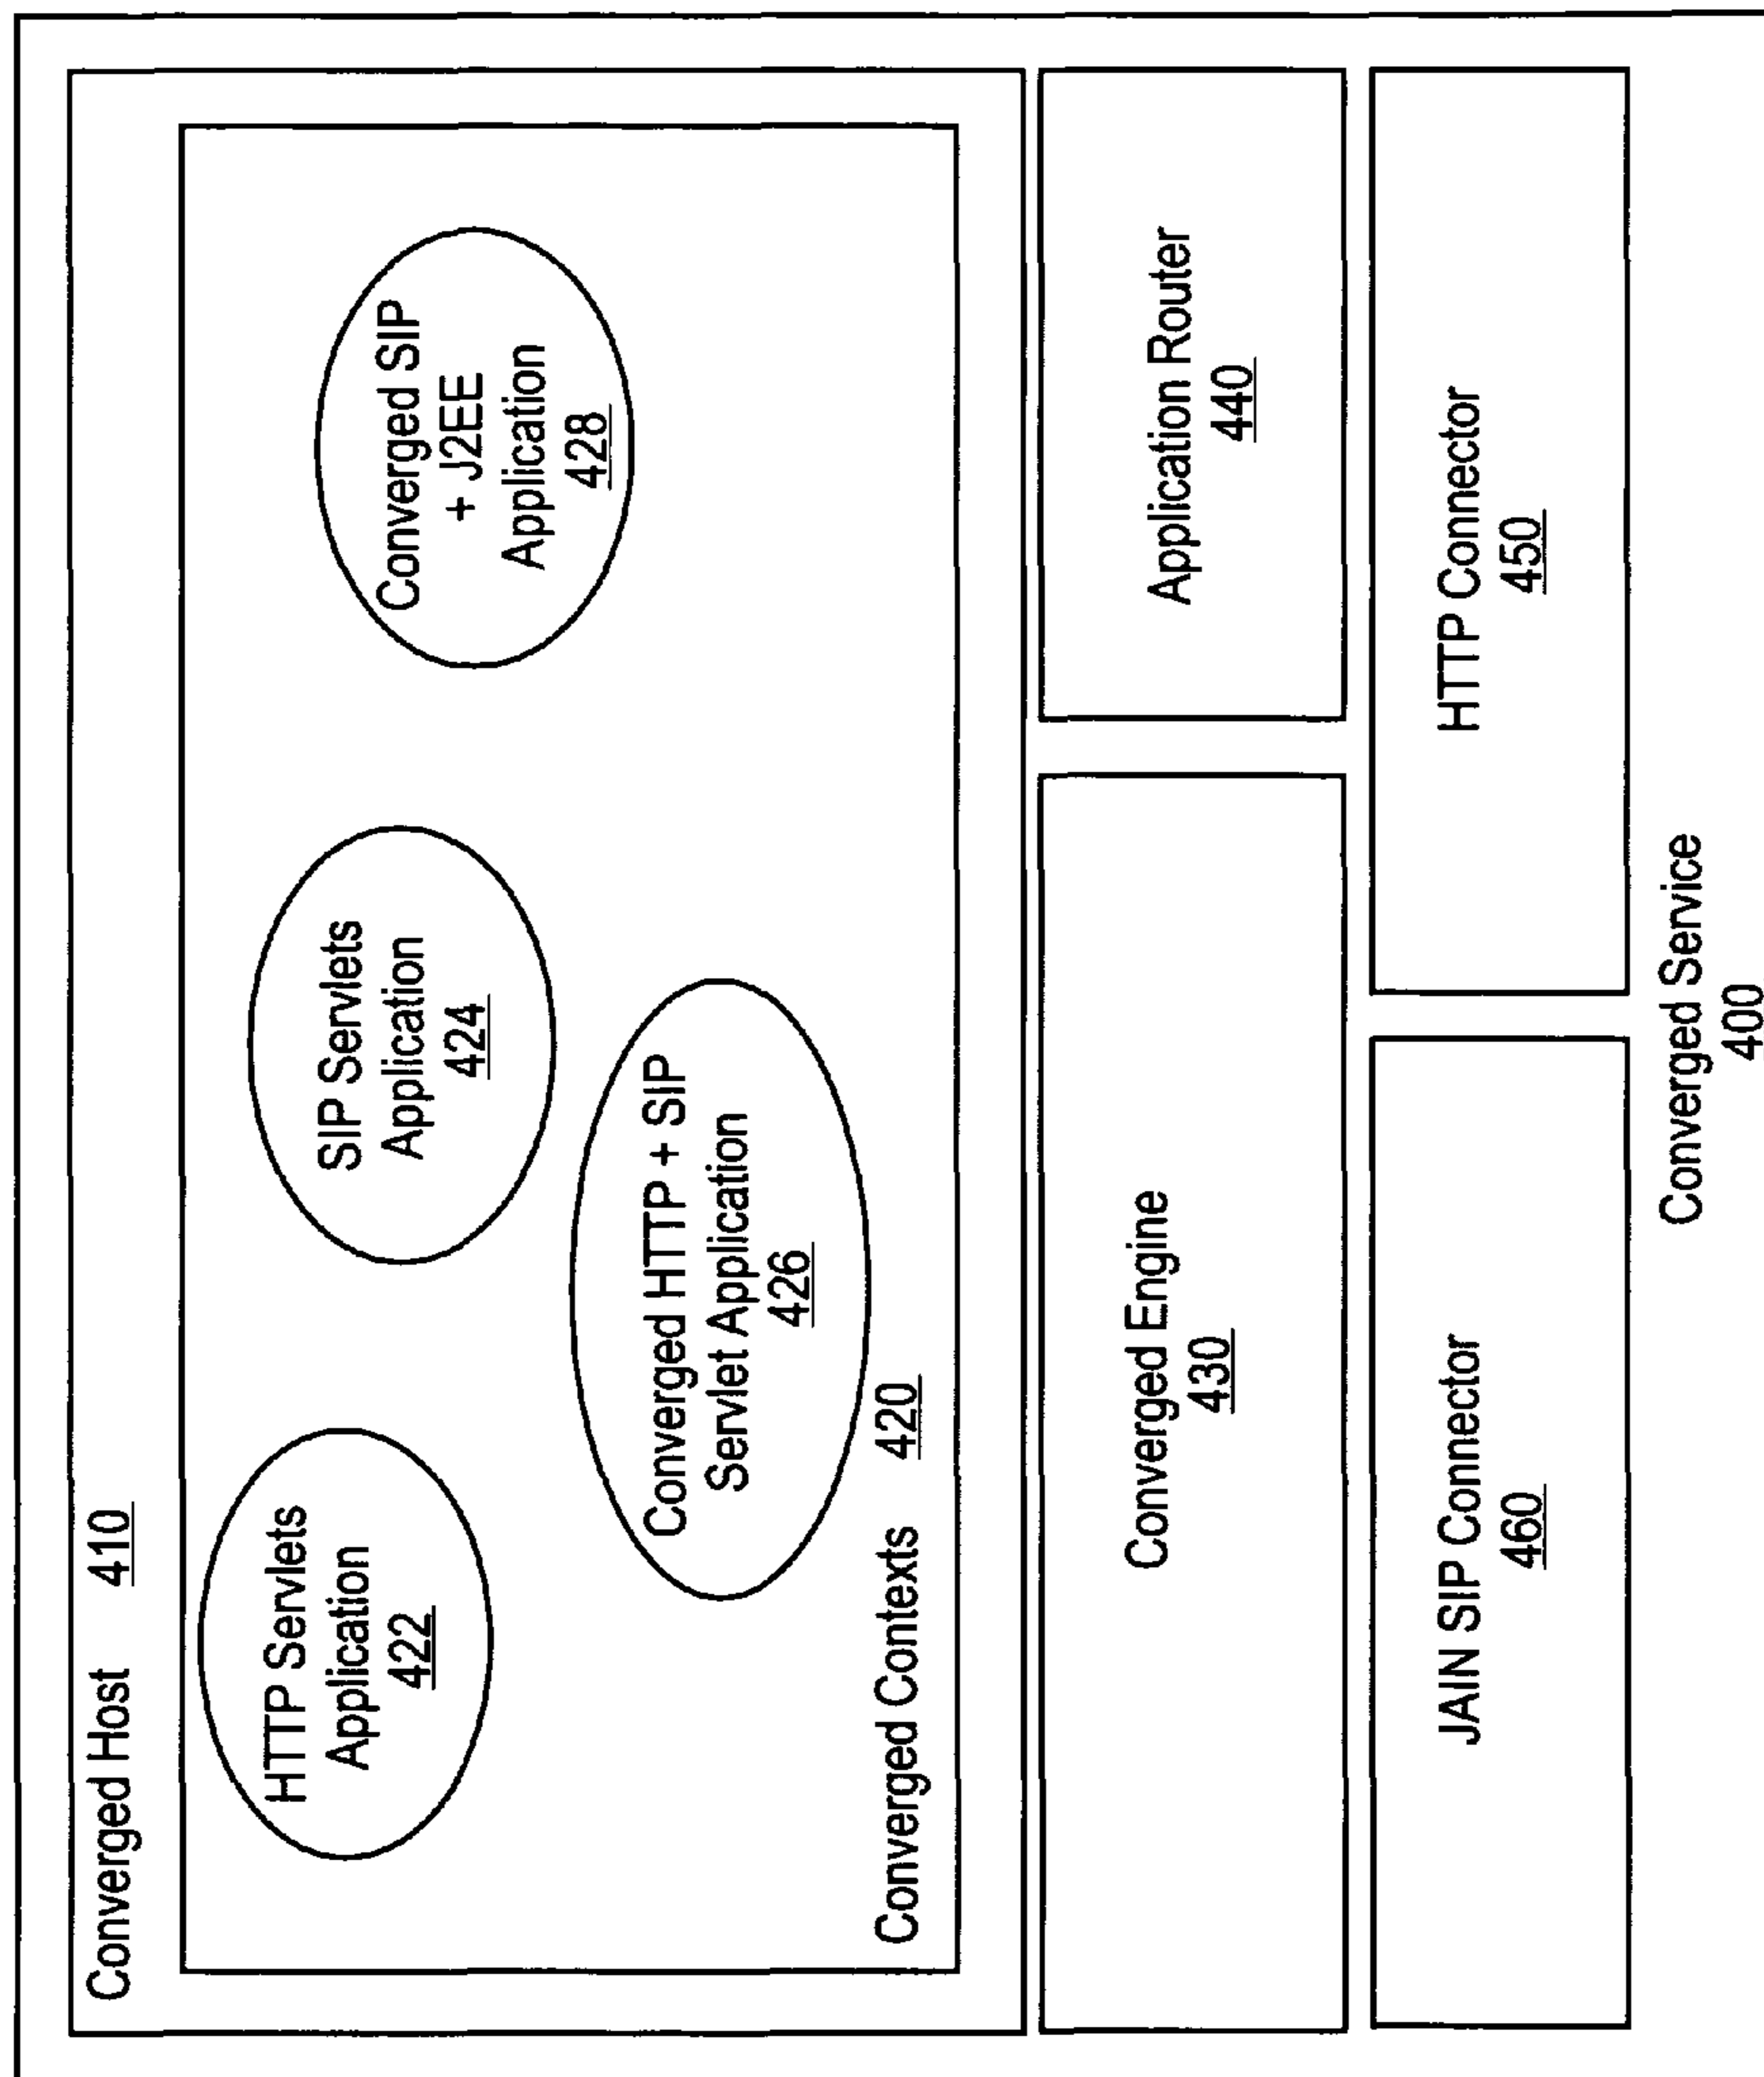 Converged Host 410
HTTP Servlets
Application
422
SIP Servlets
Application
424
Converged SIP
+ J2EE
Application
428
Converged HTTP + SIP
Servlet Application
426
Converged Contexts 420
Converged Engine
430
Application Router
440
JAIN SIP Connector
460
HTTP Connector
450
Converged Service
400